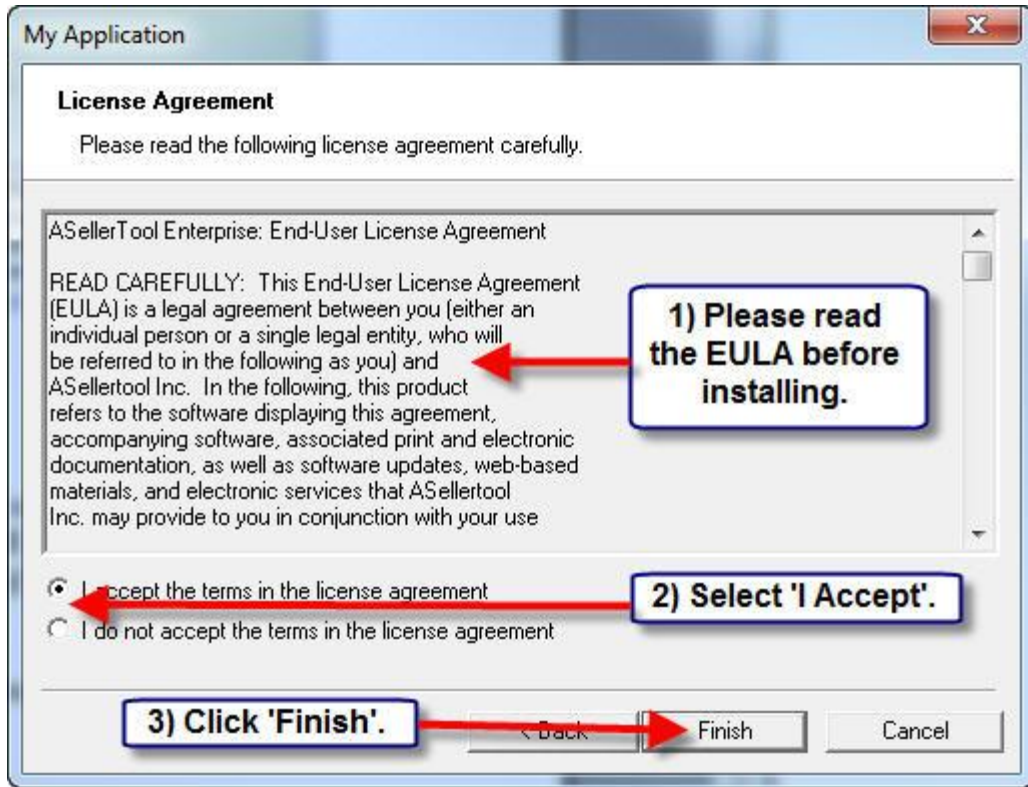 My Application
License Agreement
Please read the following license agreement carefully.
ASellerTool Enterprise: End-User License Agreement
READ CAREFULLY:  This End-User License Agreement
(EULA) is a legal agreement between you (either an
individual person or a single legal entity, who will
be referred to in the following as you) and
ASellertool Inc.  In the following, this product
refers to the software displaying this agreement,
accompanying software, associated print and electronic
documentation, as well as software updates, web-based
materials, and electronic services that ASellertool
Inc. may provide to you in conjunction with your use
1) Please read
the EULA before
installing.
I accept the terms in the license agreement
2) Select 'I Accept'.
I do not accept the terms in the license agreement
3) Click 'Finish'.
< Back
Finish
Cancel